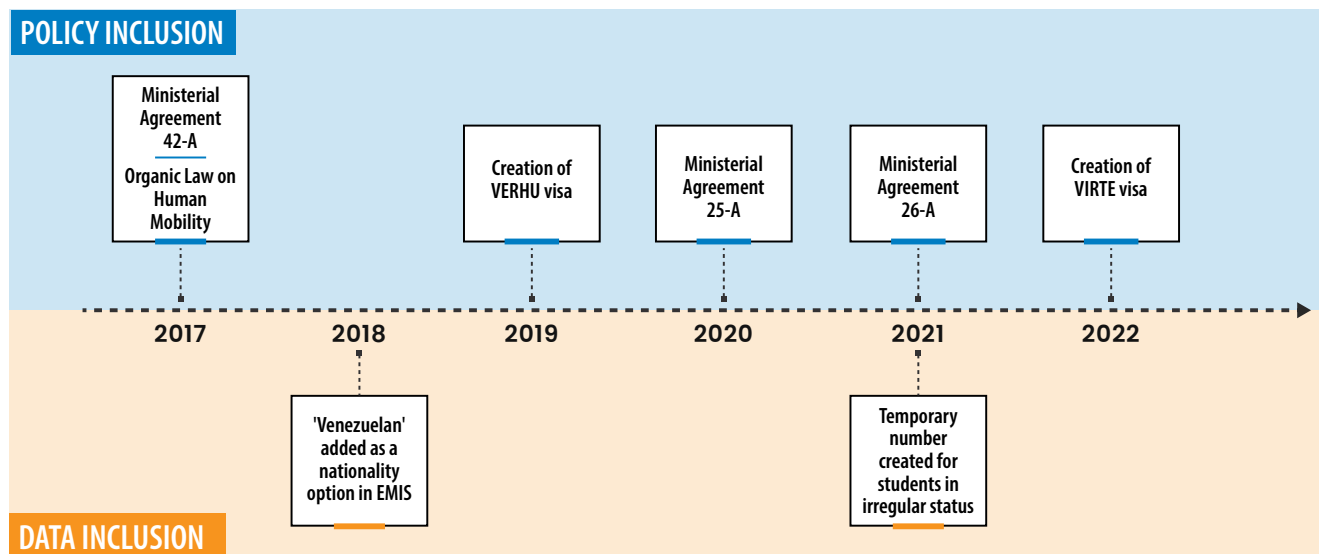 POLICY INCLUSION
Ministerial
Agreement
42-A
Organic Law on
Human
Mobility
Creation of
VERHU visa
Ministerial
Agreement
25-A
Ministerial
Agreement
26-A
Creation of
VIRTE visa
2017
2018
2019
2020
2021
2022
'Venezuelan'
added as a
nationality
option in EMIS
Temporary
number
created for
students in
irregular status
DATA INCLUSION